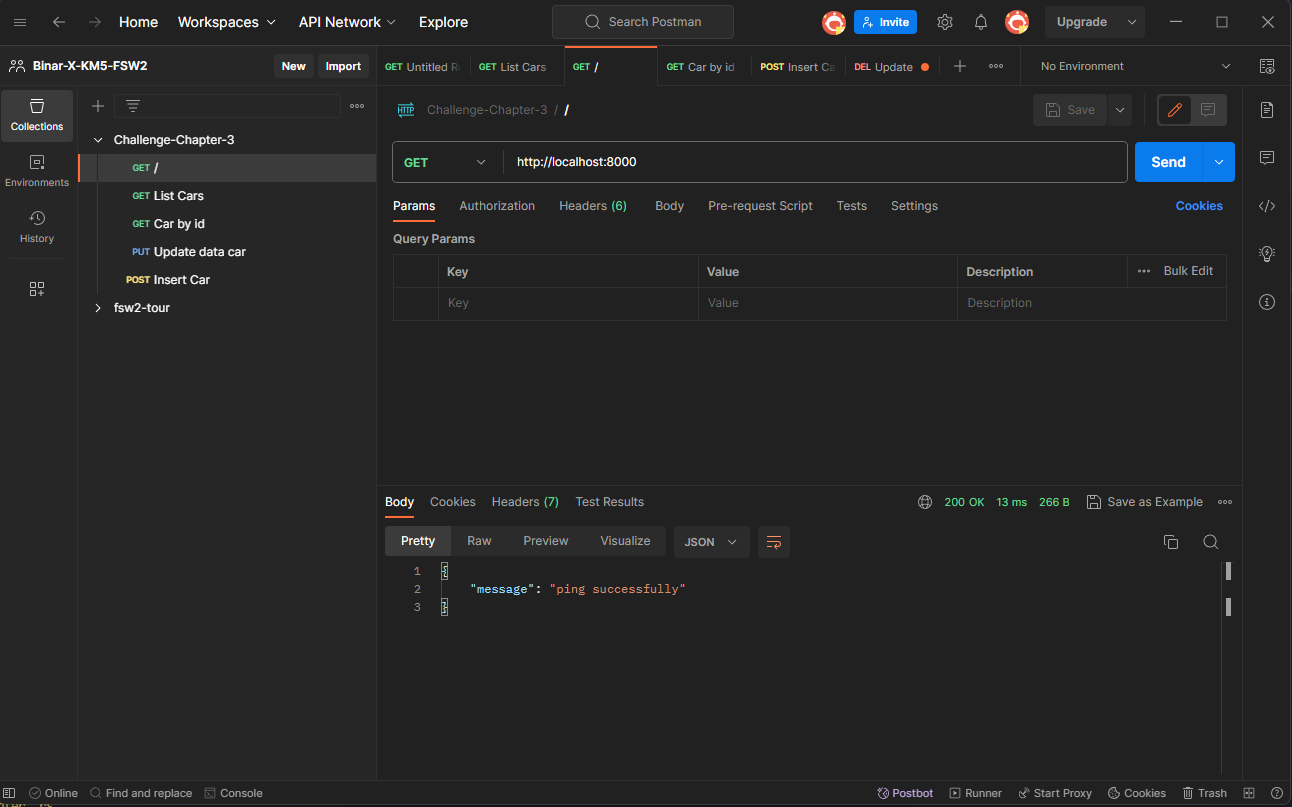 Home Workspaces API Network Explore Search Postman Invite Upgrade
Binar-X-KM5-FSW2 New Import GET Untitled R GET List Cars GET / GET Car by id POST Insert Ca DEL Update No Environment
Collections
Environments
History
Challenge-Chapter-3
GET /
GET List Cars
GET Car by id
PUT Update data car
POST Insert Car
fsw2-tour
HTTP Challenge-Chapter-3 / / Save
GET http://localhost:8000 Send
Params Authorization Headers (6) Body Pre-request Script Tests Settings Cookies
Query Params
Key Value Description Bulk Edit
Key Value Description
Body Cookies Headers (7) Test Results 200 OK 13 ms 266 B Save as Example
Pretty Raw Preview Visualize JSON
1 {
2 "message": "ping successfully"
3 }
Online Find and replace Console Postbot Runner Start Proxy Cookies Trash